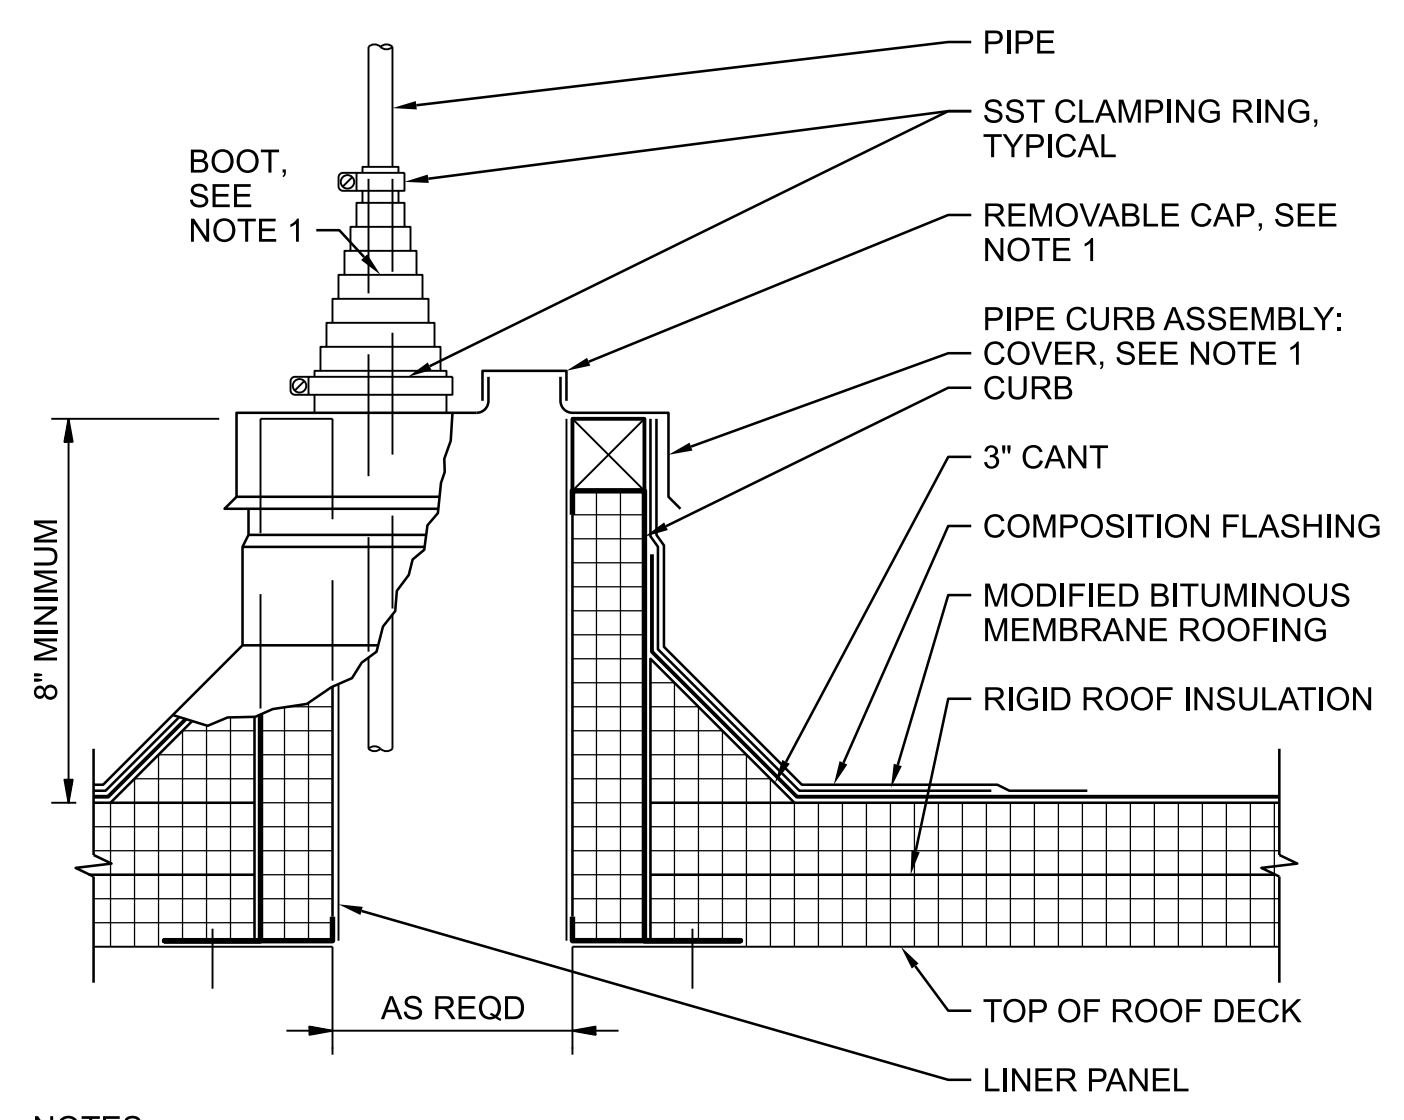 PIPE
SST CLAMPING RING,
TYPICAL
BOOT,
SEE
NOTE 1
REMOVABLE CAP, SEE
NOTE 1
PIPE CURB ASSEMBLY:
COVER, SEE NOTE 1
CURB
3" CANT
COMPOSITION FLASHING
MODIFIED BITUMINOUS
MEMBRANE ROOFING
8" MINIMUM
RIGID ROOF INSULATION
AS REQD
TOP OF ROOF DECK
LINER PANEL
NOTES